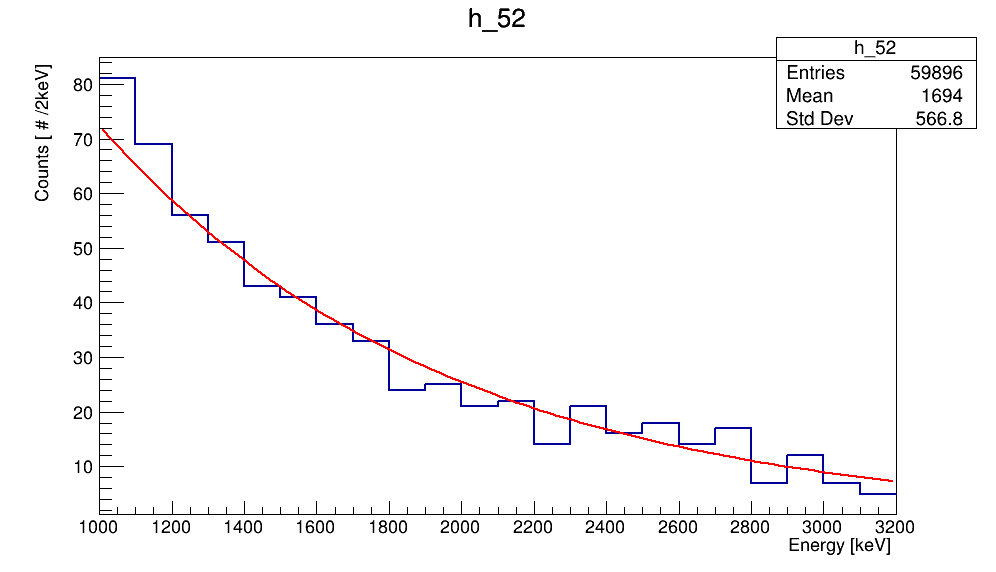 h_52
h_52
Entries 59896
Mean 1694
Std Dev 566.8
Counts [ # /2keV]
80
70
60
50
40
30
20
10
1000 1200 1400 1600 1800 2000 2200 2400 2600 2800 3000 3200
Energy [keV]